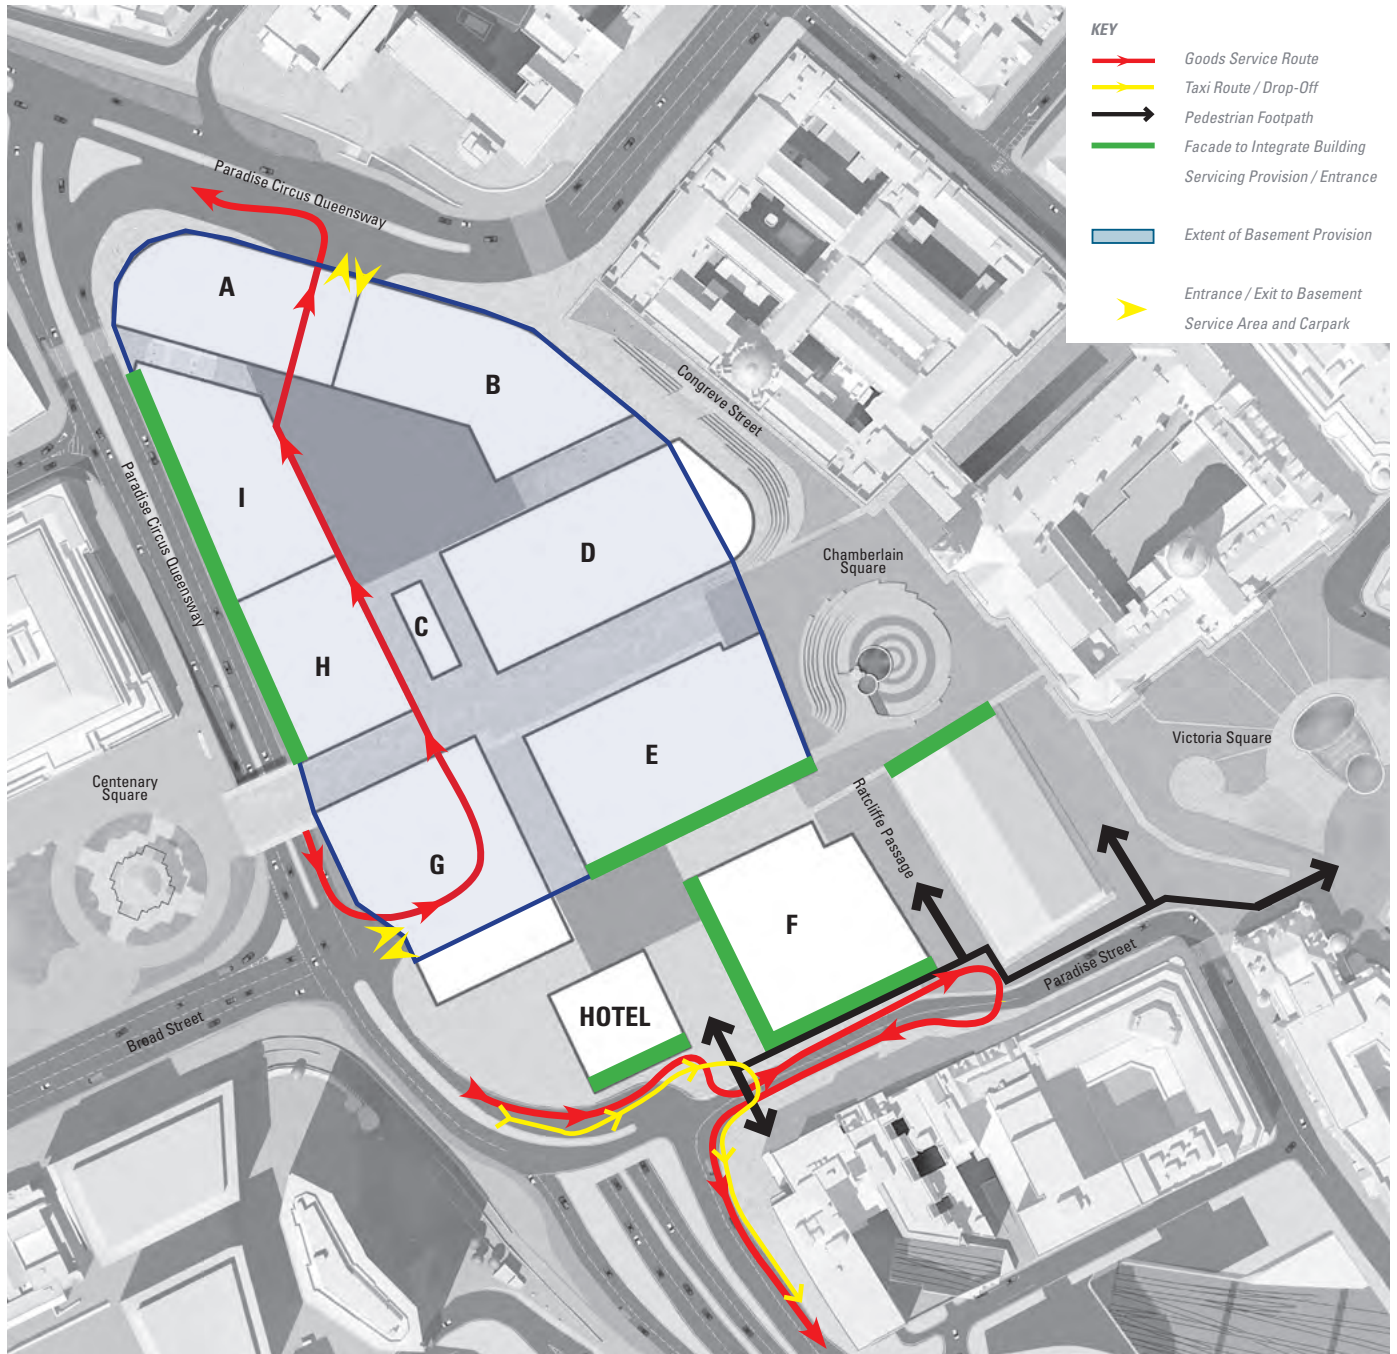 KEY
Goods Service Route
Taxi Route / Drop-Off
Pedestrian Footpath
Facade to Integrate Building
Servicing Provision / Entrance
Extent of Basement Provision
Entrance / Exit to Basement
Service Area and Carpark
Paradise Circus Queensway
A
B
Congreve Street
Paradise Circus Queensway
I
D
Chamberlain
Square
C
H
Victoria Square
E
Centenary
Square
Ratcliffe Passage
G
F
Paradise Street
HOTEL
Broad Street